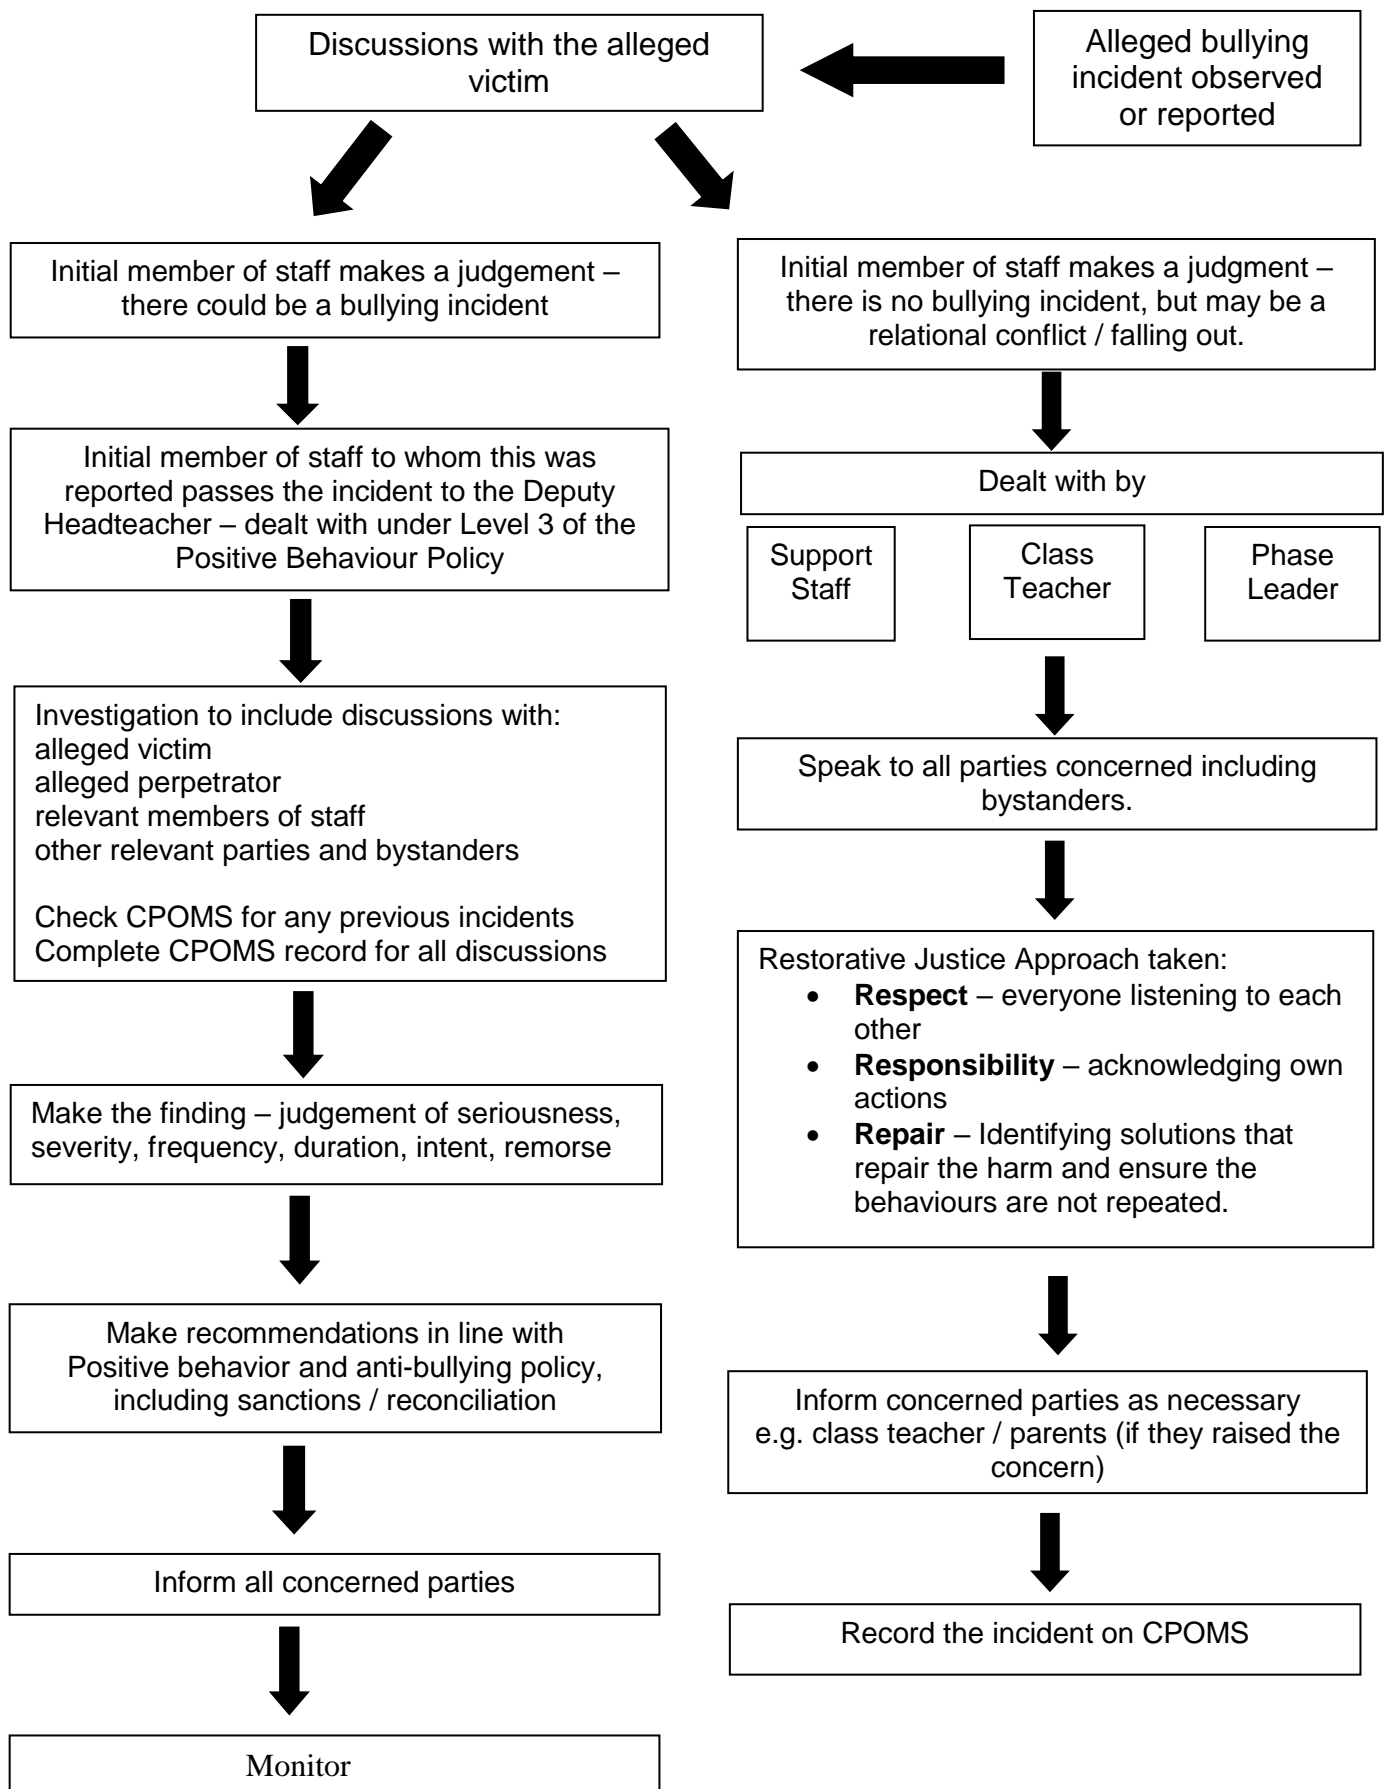 Discussions with the alleged
victim
Alleged bullying
incident observed
or reported
Initial member of staff makes a judgement –
there could be a bullying incident
Initial member of staff to whom this was
reported passes the incident to the Deputy
Headteacher – dealt with under Level 3 of the
Positive Behaviour Policy
Investigation to include discussions with:
alleged victim
alleged perpetrator
relevant members of staff
other relevant parties and bystanders
Check CPOMS for any previous incidents
Complete CPOMS record for all discussions
Make the finding – judgement of seriousness,
severity, frequency, duration, intent, remorse
Make recommendations in line with
Positive behavior and anti-bullying policy,
including sanctions / reconciliation
Inform all concerned parties
Monitor
Initial member of staff makes a judgment –
there is no bullying incident, but may be a
relational conflict / falling out.
Dealt with by
Support
Staff
Class
Teacher
Phase
Leader
Speak to all parties concerned including
bystanders.
Restorative Justice Approach taken:
• Respect – everyone listening to each
other
• Responsibility – acknowledging own
actions
• Repair – Identifying solutions that
repair the harm and ensure the
behaviours are not repeated.
Inform concerned parties as necessary
e.g. class teacher / parents (if they raised the
concern)
Record the incident on CPOMS